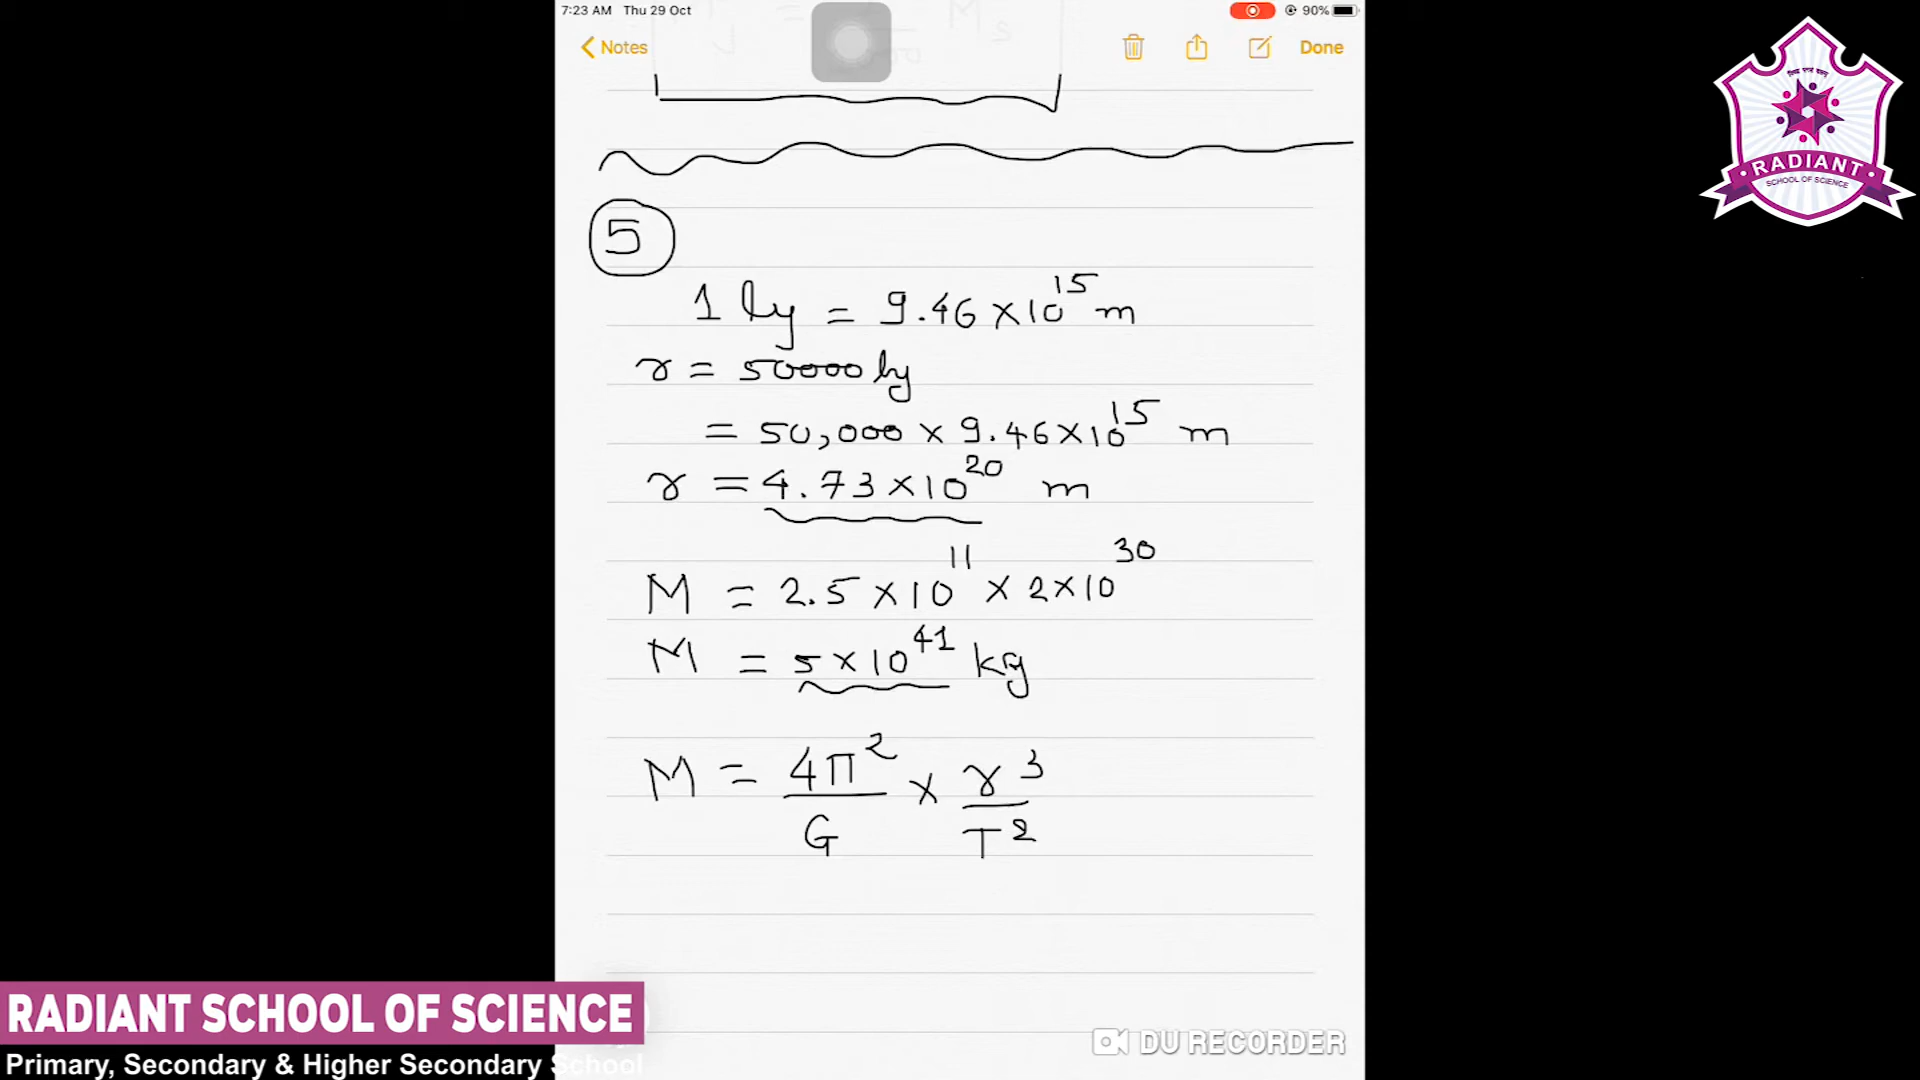 7:23 AM Thu 29 Oct
90%
Notes
Done
RADIANT
SCHOOL OF SCIENCE
5
1 ly = 9.46 × 10^15 m
r = 50000 ly
= 50,000 × 9.46 × 10^15 m
r = 4.73 × 10^20 m
M = 2.5 × 10^11 × 2 × 10^30
M = 5 × 10^41 kg
M = 4π^2/G × r^3/T^2
RADIANT SCHOOL OF SCIENCE
Primary, Secondary & Higher Secondary School
DU RECORDER